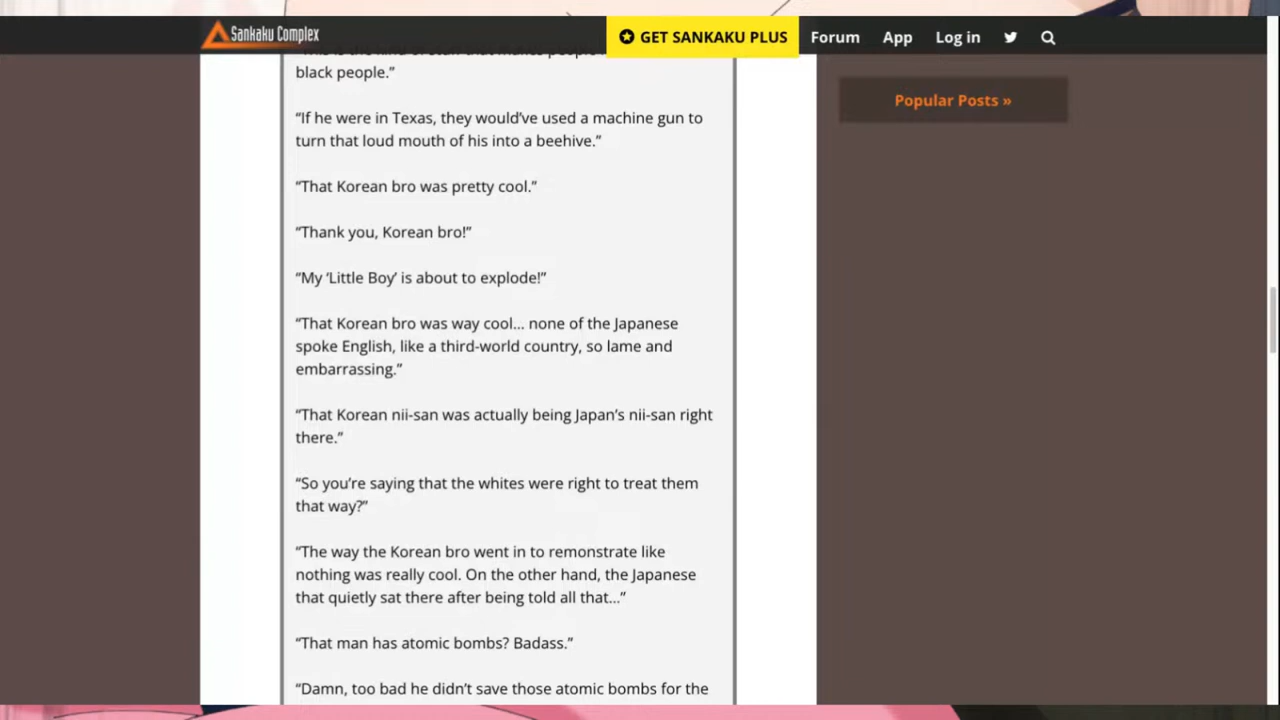 Sankaku Complex
GET SANKAKU PLUS
Forum
App
Log in
black people.”
Popular Posts »
“If he were in Texas, they would’ve used a machine gun to
turn that loud mouth of his into a beehive.”
“That Korean bro was pretty cool.”
“Thank you, Korean bro!”
“My ‘Little Boy’ is about to explode!”
“That Korean bro was way cool… none of the Japanese
spoke English, like a third-world country, so lame and
embarrassing.”
“That Korean nii-san was actually being Japan’s nii-san right
there.”
“So you’re saying that the whites were right to treat them
that way?”
“The way the Korean bro went in to remonstrate like
nothing was really cool. On the other hand, the Japanese
that quietly sat there after being told all that…”
“That man has atomic bombs? Badass.”
“Damn, too bad he didn’t save those atomic bombs for the